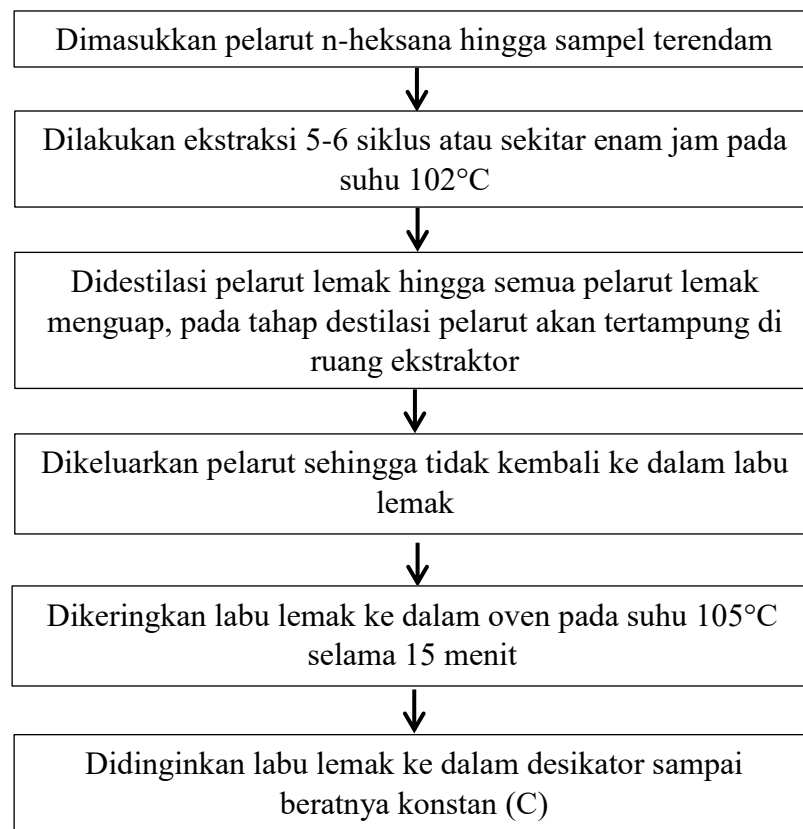 Dimasukkan pelarut n-heksana hingga sampel terendam
Dilakukan ekstraksi 5-6 siklus atau sekitar enam jam pada
suhu 102°C
Didestilasi pelarut lemak hingga semua pelarut lemak
menguap, pada tahap destilasi pelarut akan tertampung di
ruang ekstraktor
Dikeluarkan pelarut sehingga tidak kembali ke dalam labu
lemak
Dikeringkan labu lemak ke dalam oven pada suhu 105°C
selama 15 menit
Didinginkan labu lemak ke dalam desikator sampai
beratnya konstan (C)